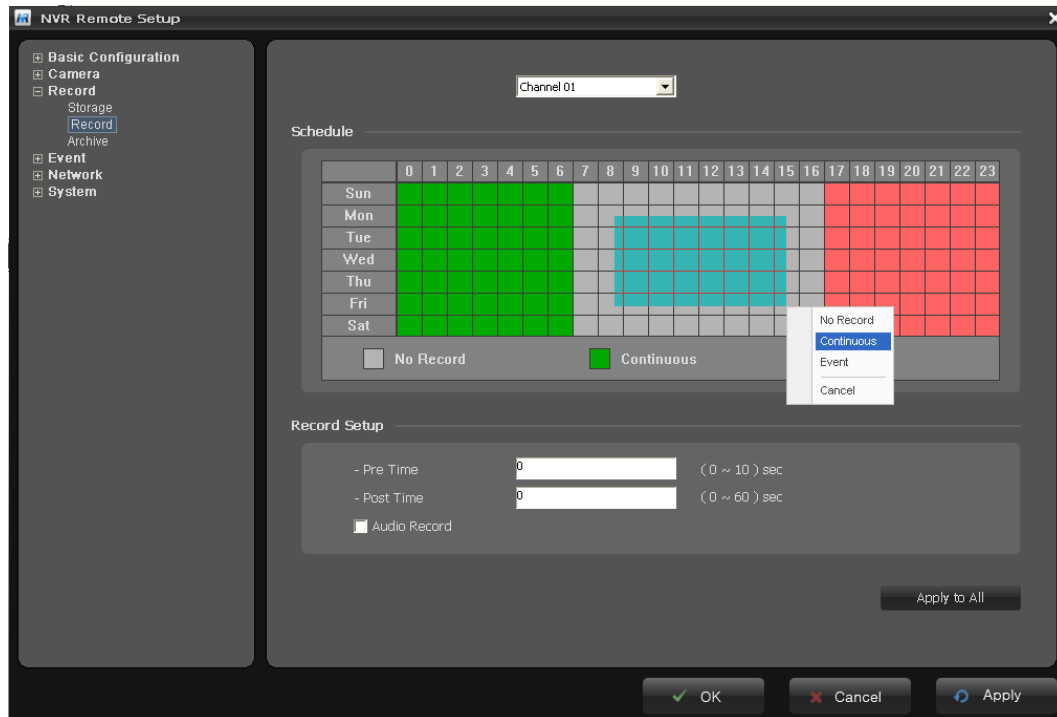 NVR Remote Setup
Basic Configuration
Camera
Record
Storage
Record
Archive
Event
Network
System
Channel 01
Schedule
0 1 2 3 4 5 6 7 8 9 10 11 12 13 14 15 16 17 18 19 20 21 22 23
Sun
Mon
Tue
Wed
Thu
Fri
Sat
No Record Continuous
No Record
Continuous
Event
Cancel
Record Setup
- Pre Time 0 ( 0 ~ 10 ) sec
- Post Time 0 ( 0 ~ 60 ) sec
Audio Record
Apply to All
OK Cancel Apply